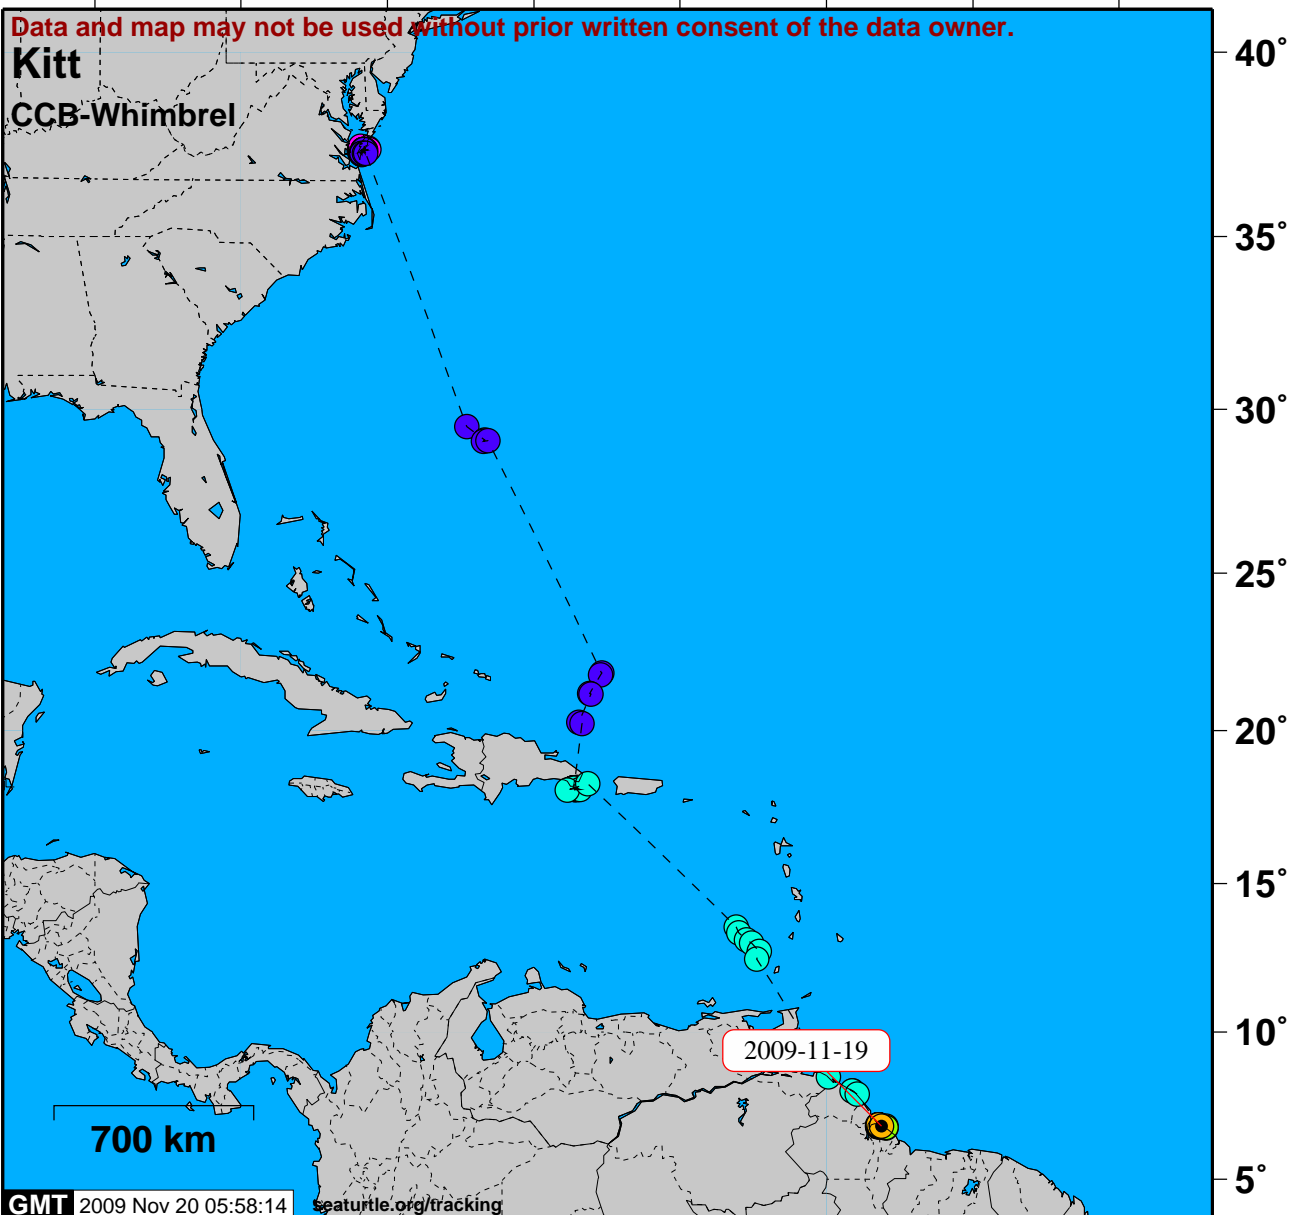 Data and map may not be used without prior written consent of the data owner.
Kitt
CCB-Whimbrel
40°
35°
30°
25°
20°
15°
10°
5°
2009-11-19
700 km
GMT 2009 Nov 20 05:58:14 seaturtle.org/tracking